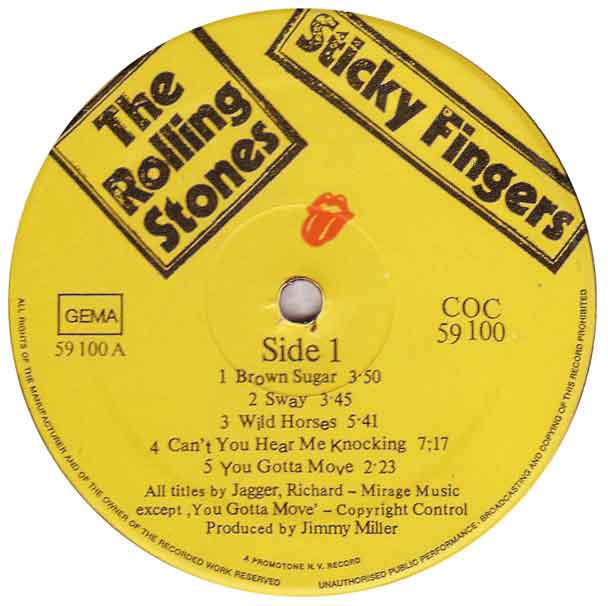 The
Rolling
Stones
Sticky Fingers
GEMA
59 100 A
COC
59 100
Side 1
1 Brown Sugar 3·50
2 Sway 3·45
3 Wild Horses 5·41
4 Can't You Hear Me Knocking 7;17
5 You Gotta Move 2·23
All titles by Jagger, Richard – Mirage Music
except ‚You Gotta Move' – Copyright Control
Produced by Jimmy Miller
A PROMOTONE N.V. RECORD
ALL RIGHTS OF THE MANUFACTURER AND OF THE OWNER OF THE RECORDED WORK RESERVED
UNAUTHORISED PUBLIC PERFORMANCE · BROADCASTING AND COPYING OF THIS RECORD PROHIBITED